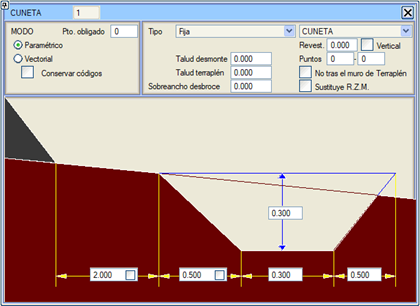 CUNETA 1
MODO Pto. obligado 0
Paramétrico
Vectorial
Conservar códigos
Tipo Fija CUNETA
Revest. 0.000 Vertical
Talud desmonte 0.000 Puntos 0 - 0
Talud terraplén 0.000 No tras el muro de Terraplén
Sobreancho desbroce 0.000 Sustituye R.Z.M.
0.300
2.000 0.500 0.300 0.500